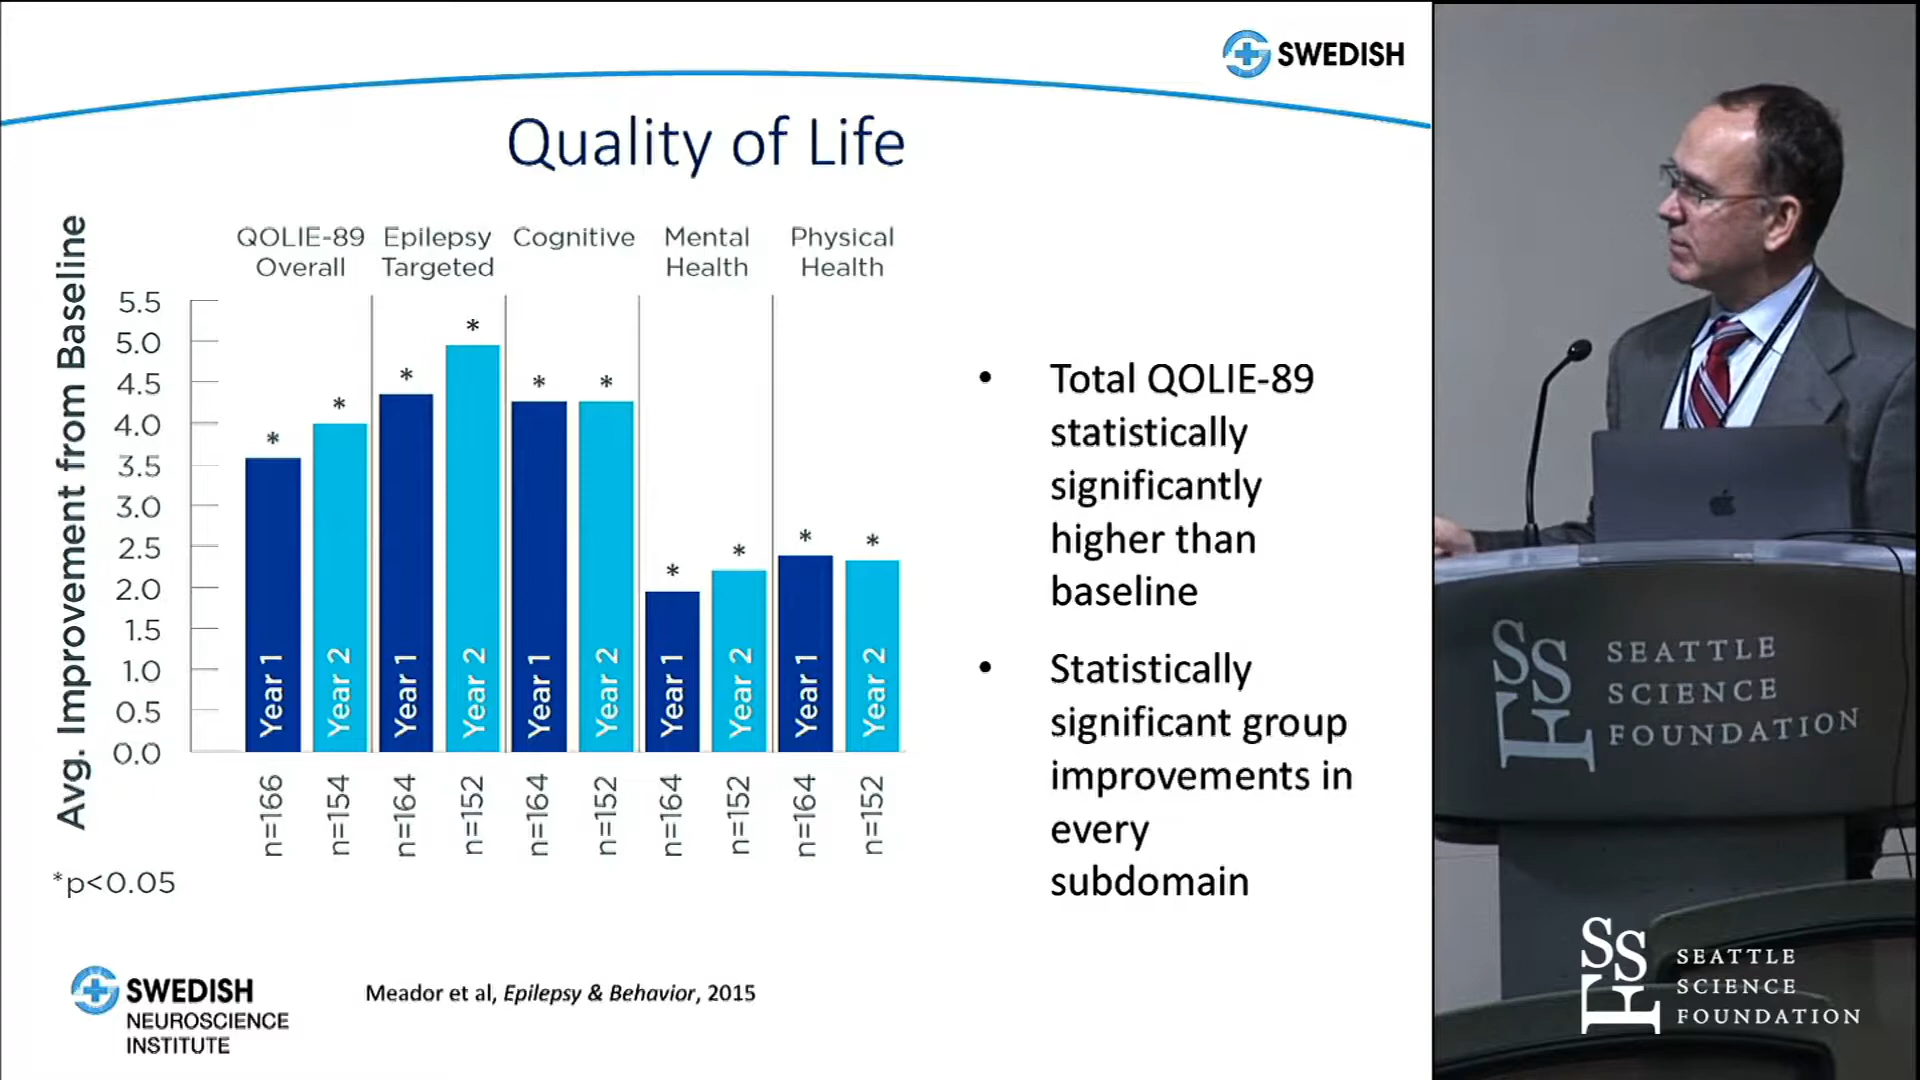 SWEDISH
Quality of Life
Avg. Improvement from Baseline
QOLIE-89
Overall
Epilepsy
Targeted
Cognitive
Mental
Health
Physical
Health
5.5
5.0
4.5
4.0
3.5
3.0
2.5
2.0
1.5
1.0
0.5
0.0
*
*
*
*
*
*
*
*
*
*
Year 1
Year 2
Year 1
Year 2
Year 1
Year 2
Year 1
Year 2
Year 1
Year 2
n=166
n=154
n=164
n=152
n=164
n=152
n=164
n=152
n=164
n=152
*p<0.05
• Total QOLIE-89
statistically
significantly
higher than
baseline
• Statistically
significant group
improvements in
every
subdomain
SWEDISH
NEUROSCIENCE
INSTITUTE
Meador et al, Epilepsy & Behavior, 2015
SSF
SEATTLE
SCIENCE
FOUNDATION
SSF
SEATTLE
SCIENCE
FOUNDATION